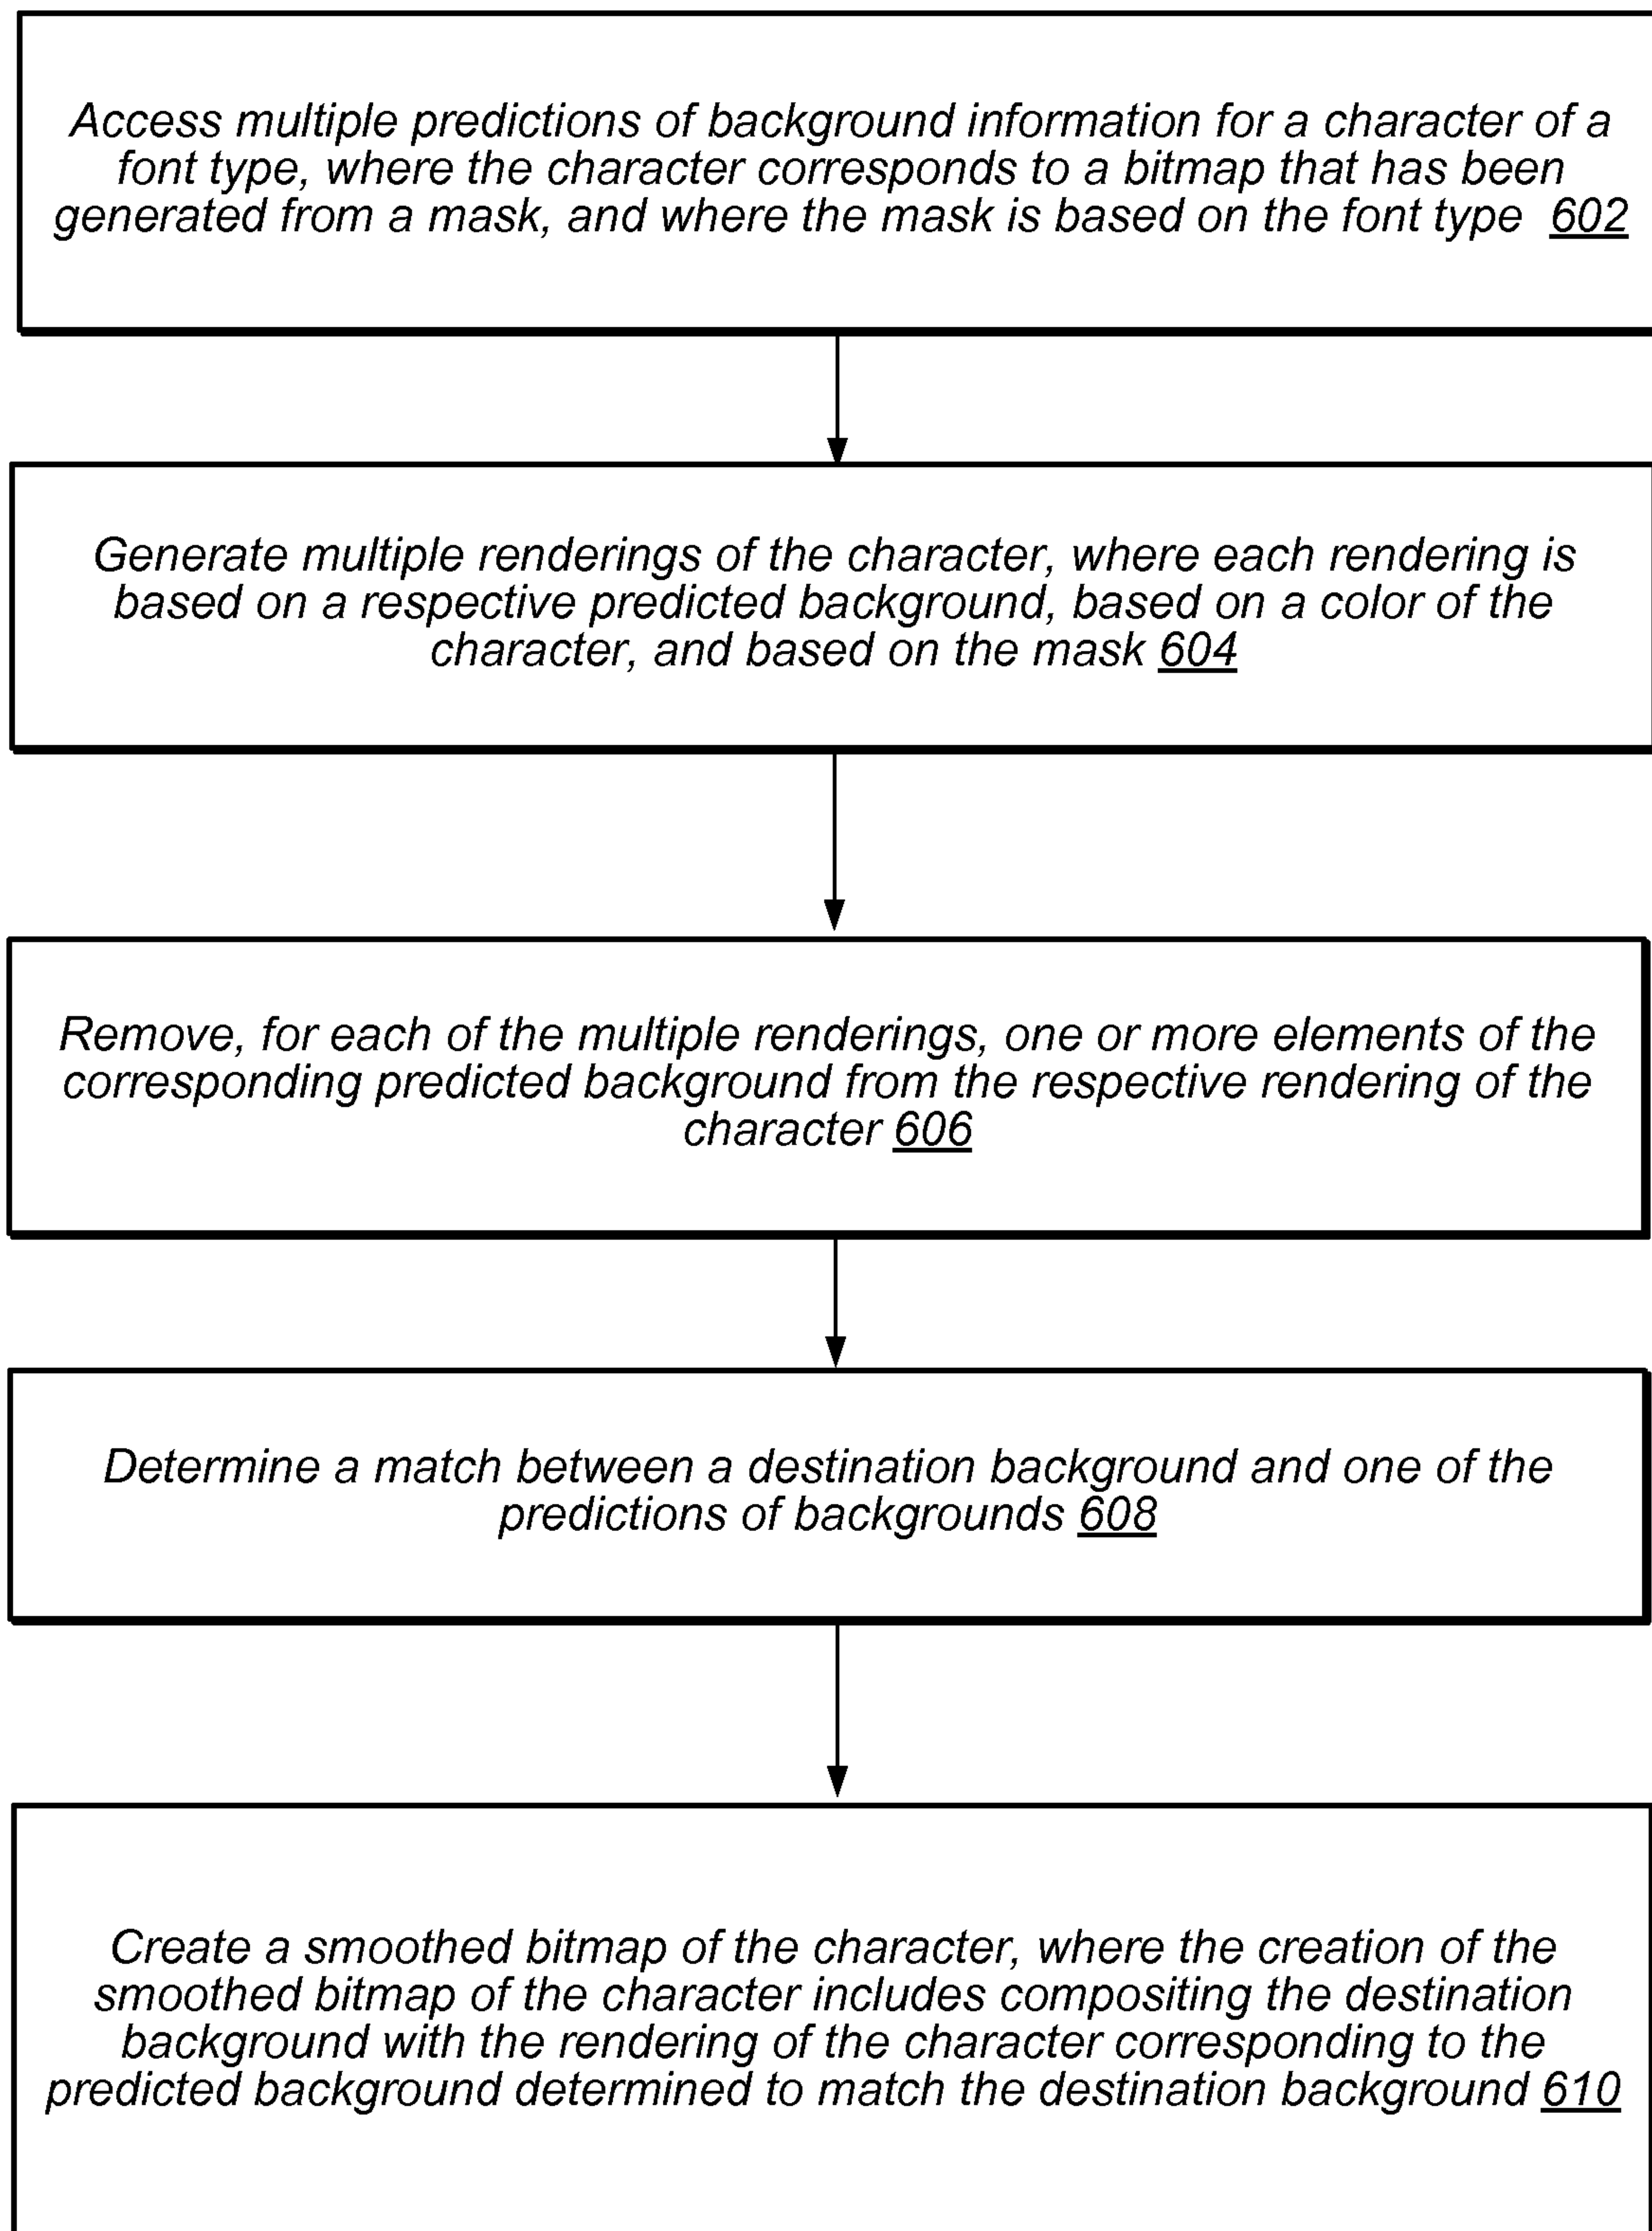 Access multiple predictions of background information for a character of a
font type, where the character corresponds to a bitmap that has been
generated from a mask, and where the mask is based on the font type 602
Generate multiple renderings of the character, where each rendering is
based on a respective predicted background, based on a color of the
character, and based on the mask 604
Remove, for each of the multiple renderings, one or more elements of the
corresponding predicted background from the respective rendering of the
character 606
Determine a match between a destination background and one of the
predictions of backgrounds 608
Create a smoothed bitmap of the character, where the creation of the
smoothed bitmap of the character includes compositing the destination
background with the rendering of the character corresponding to the
predicted background determined to match the destination background 610